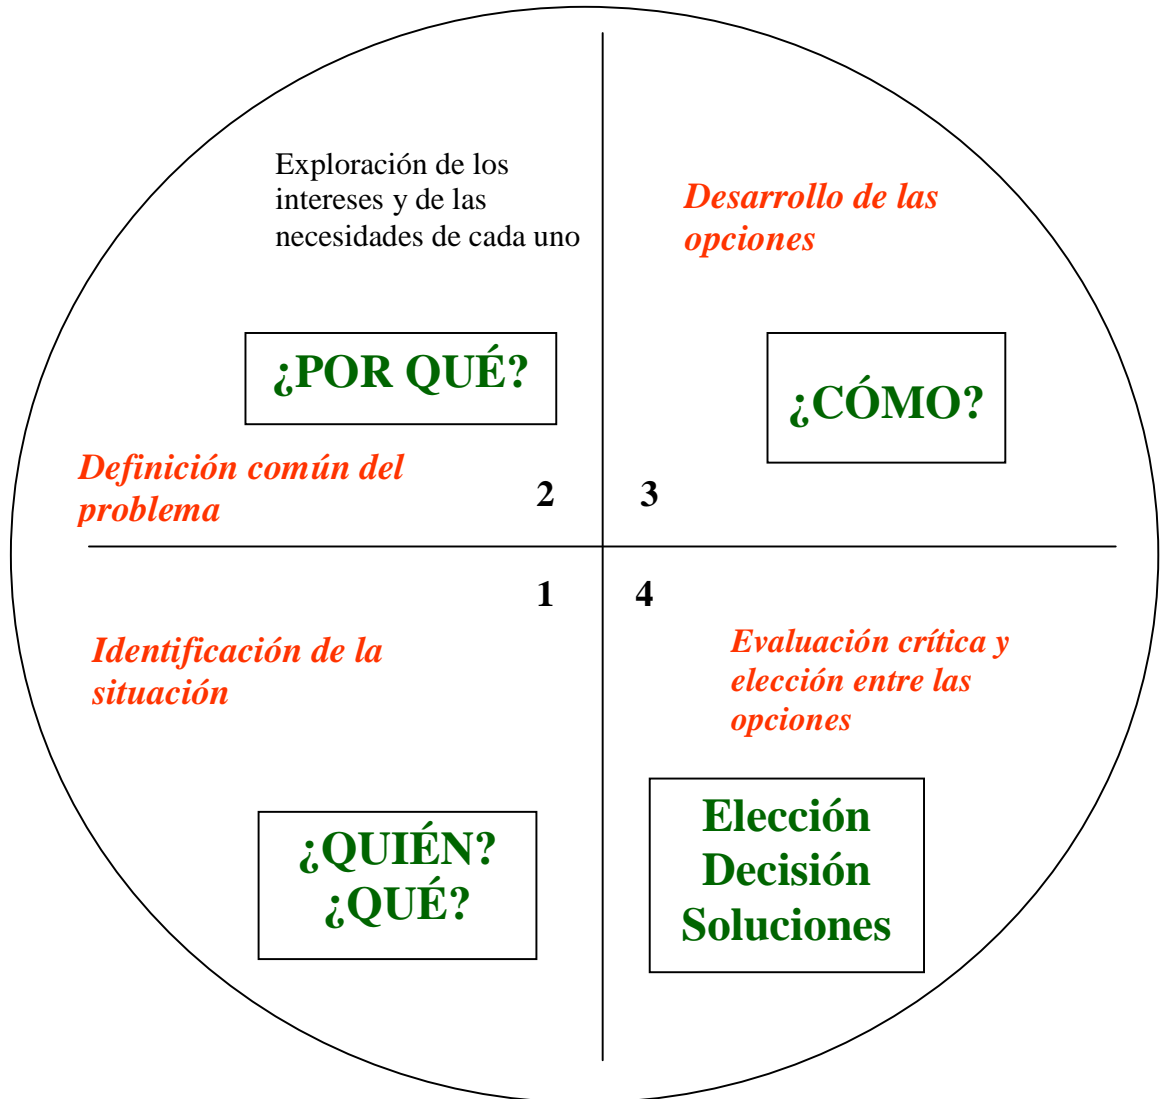 Exploración de los
intereses y de las
necesidades de cada uno
¿POR QUÉ?
Definición común del
problema
2
Desarrollo de las
opciones
¿CÓMO?
3
1
Identificación de la
situación
¿QUIÉN?
¿QUÉ?
4
Evaluación crítica y
elección entre las
opciones
Elección
Decisión
Soluciones